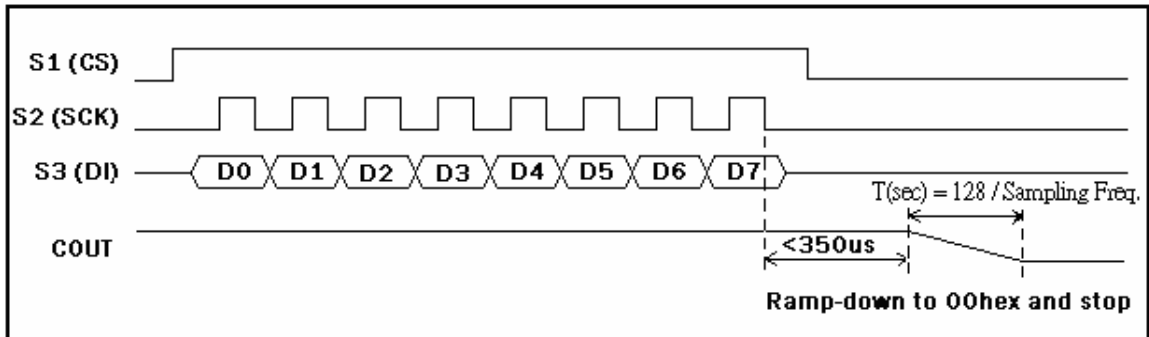 S1 (CS)
S2 (SCK)
S3 (DI)
D0 D1 D2 D3 D4 D5 D6 D7
T(sec) = 128 / Sampling Freq.
COUT
<350us
Ramp-down to 00hex and stop